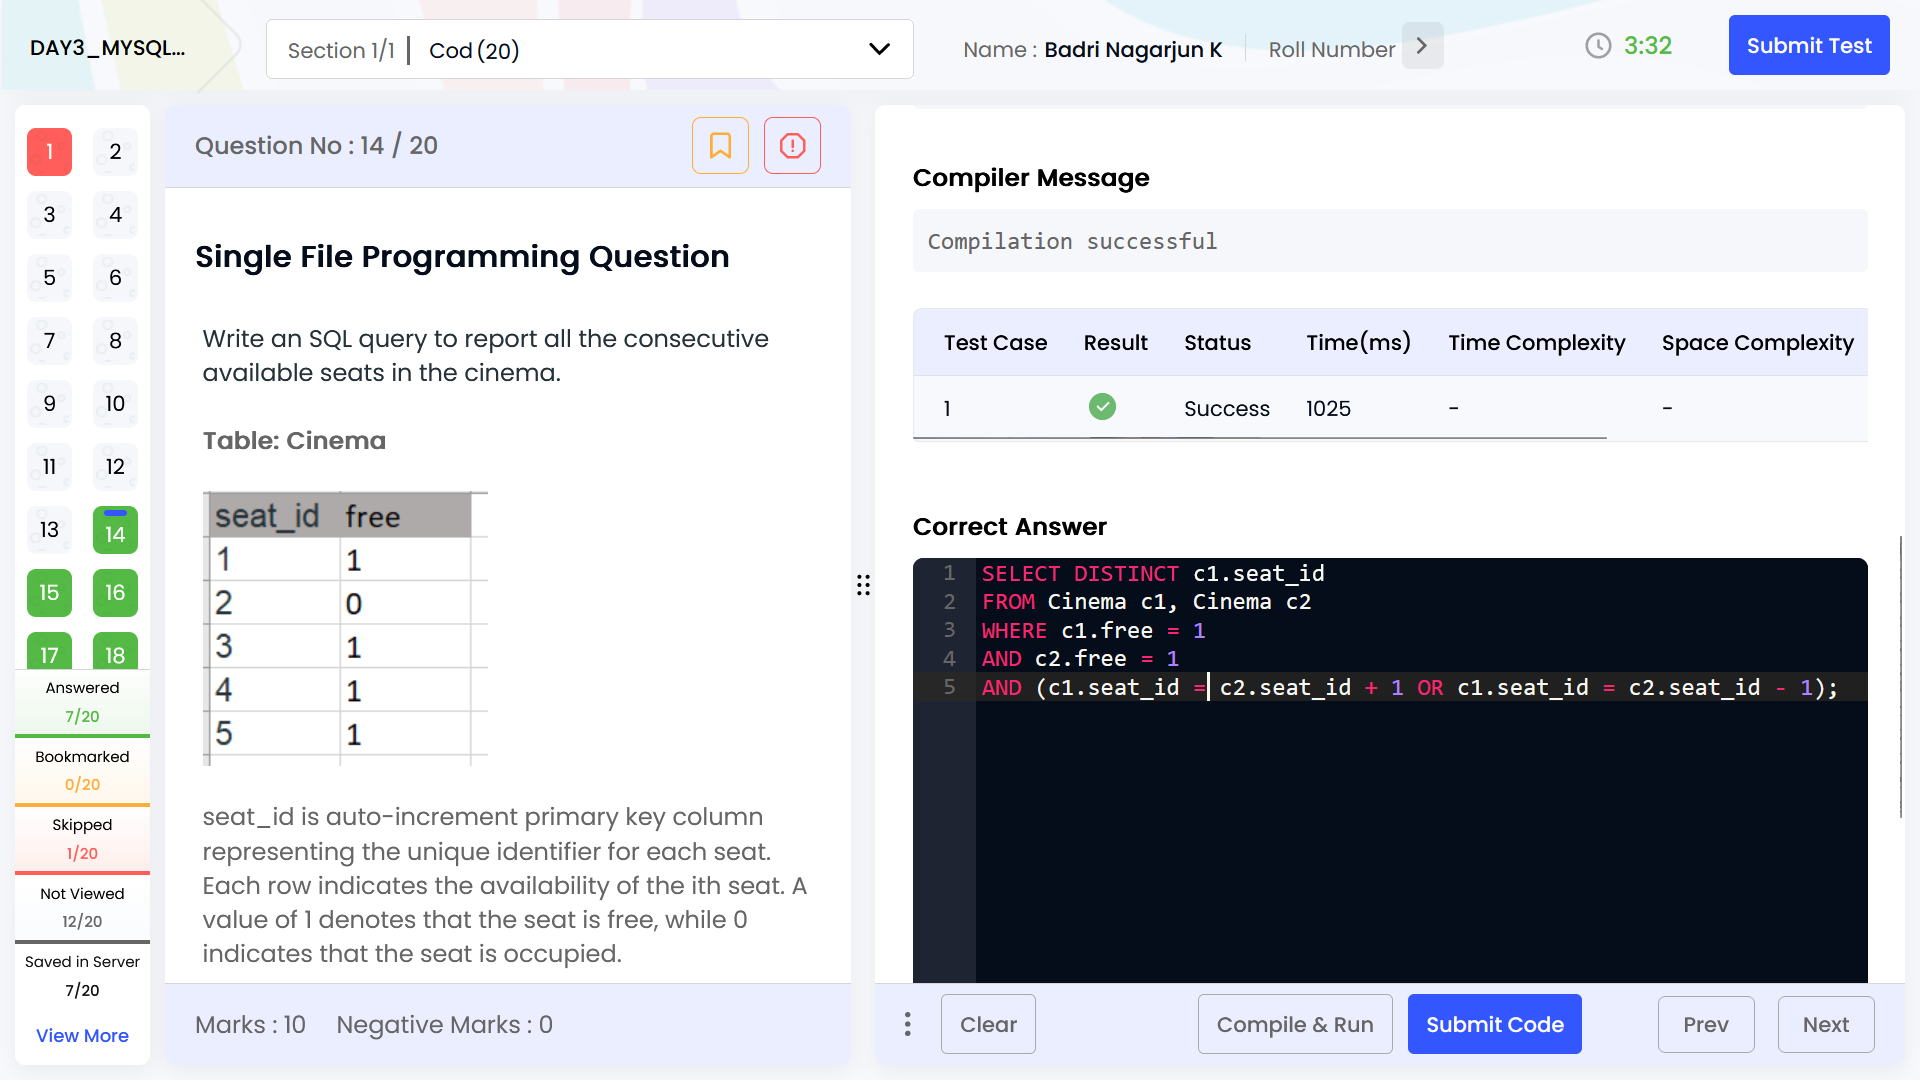 DAY3_MYSQL...
Section 1/1 | Cod (20)
Name : Badri Nagarjun K
Roll Number
3:32
Submit Test
1 2
3 4
5 6
7 8
9 10
11 12
13 14
15 16
17 18
Answered
7/20
Bookmarked
0/20
Skipped
1/20
Not Viewed
12/20
Saved in Server
7/20
View More
Question No : 14 / 20
Single File Programming Question
Write an SQL query to report all the consecutive
available seats in the cinema.
Table: Cinema
seat_id free
1 1
2 0
3 1
4 1
5 1
seat_id is auto-increment primary key column
representing the unique identifier for each seat.
Each row indicates the availability of the ith seat. A
value of 1 denotes that the seat is free, while 0
indicates that the seat is occupied.
Marks : 10 Negative Marks : 0
Compiler Message
Compilation successful
Test Case Result Status Time(ms) Time Complexity Space Complexity
1 Success 1025 - -
Correct Answer
1 SELECT DISTINCT c1.seat_id
2 FROM Cinema c1, Cinema c2
3 WHERE c1.free = 1
4 AND c2.free = 1
5 AND (c1.seat_id = c2.seat_id + 1 OR c1.seat_id = c2.seat_id - 1);
Clear
Compile & Run
Submit Code
Prev
Next